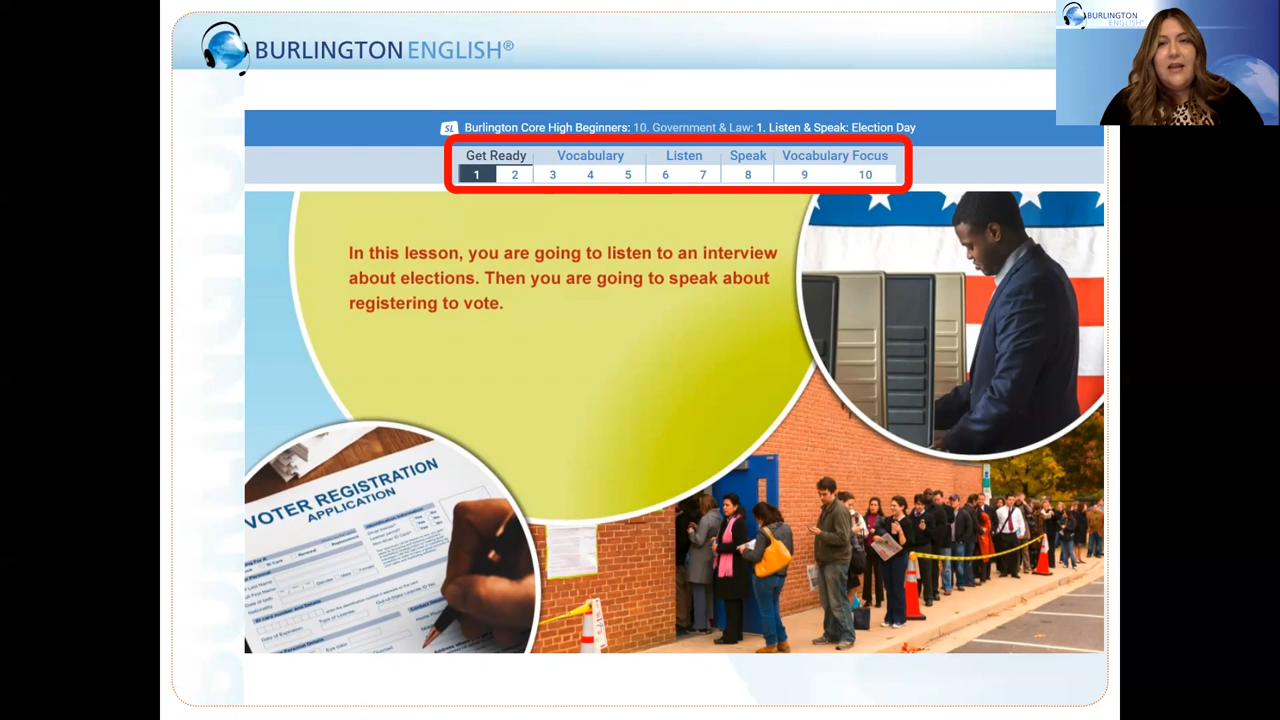 BURLINGTON ENGLISH®
BURLINGTON
ENGLISH®
SL Burlington Core High Beginners: 10. Government & Law: 1. Listen & Speak: Election Day
Get Ready Vocabulary Listen Speak Vocabulary Focus
1 2 3 4 5 6 7 8 9 10
In this lesson, you are going to listen to an interview
about elections. Then you are going to speak about
registering to vote.
VOTER REGISTRATION
APPLICATION